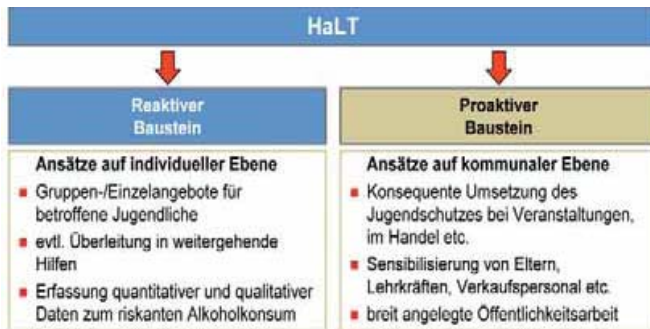 HaLT
Reaktiver
Baustein
Ansätze auf individueller Ebene
Gruppen-/Einzelangebote für
betroffene Jugendliche
evtl. Überleitung in weitergehende
Hilfen
Erfassung quantitativer und qualitativer
Daten zum riskanten Alkoholkonsum
Proaktiver
Baustein
Ansätze auf kommunaler Ebene
Konsequente Umsetzung des
Jugendschutzes bei Veranstaltungen,
im Handel etc.
Sensibilisierung von Eltern,
Lehrkräften, Verkaufspersonal etc.
breit angelegte Öffentlichkeitsarbeit